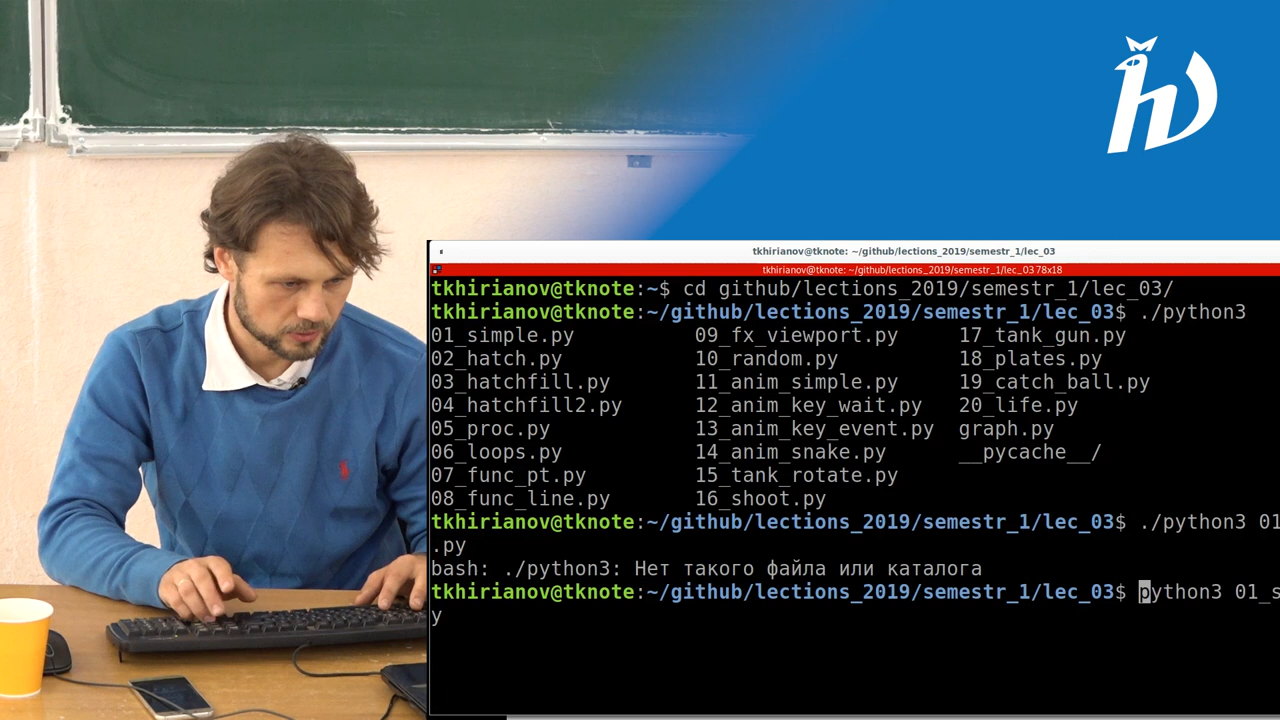 tkhirianov@tknote: ~/github/lections_2019/semestr_1/lec_03
tkhirianov@tknote: ~/github/lections_2019/semestr_1/lec_03 78x18
tkhirianov@tknote:~$ cd github/lections_2019/semestr_1/lec_03/
tkhirianov@tknote:~/github/lections_2019/semestr_1/lec_03$ ./python3
01_simple.py 09_fx_viewport.py 17_tank_gun.py
02_hatch.py 10_random.py 18_plates.py
03_hatchfill.py 11_anim_simple.py 19_catch_ball.py
04_hatchfill2.py 12_anim_key_wait.py 20_life.py
05_proc.py 13_anim_key_event.py graph.py
06_loops.py 14_anim_snake.py __pycache__/
07_func_pt.py 15_tank_rotate.py
08_func_line.py 16_shoot.py
tkhirianov@tknote:~/github/lections_2019/semestr_1/lec_03$ ./python3 01
.py
bash: ./python3: Нет такого файла или каталога
tkhirianov@tknote:~/github/lections_2019/semestr_1/lec_03$ python3 01_s
y